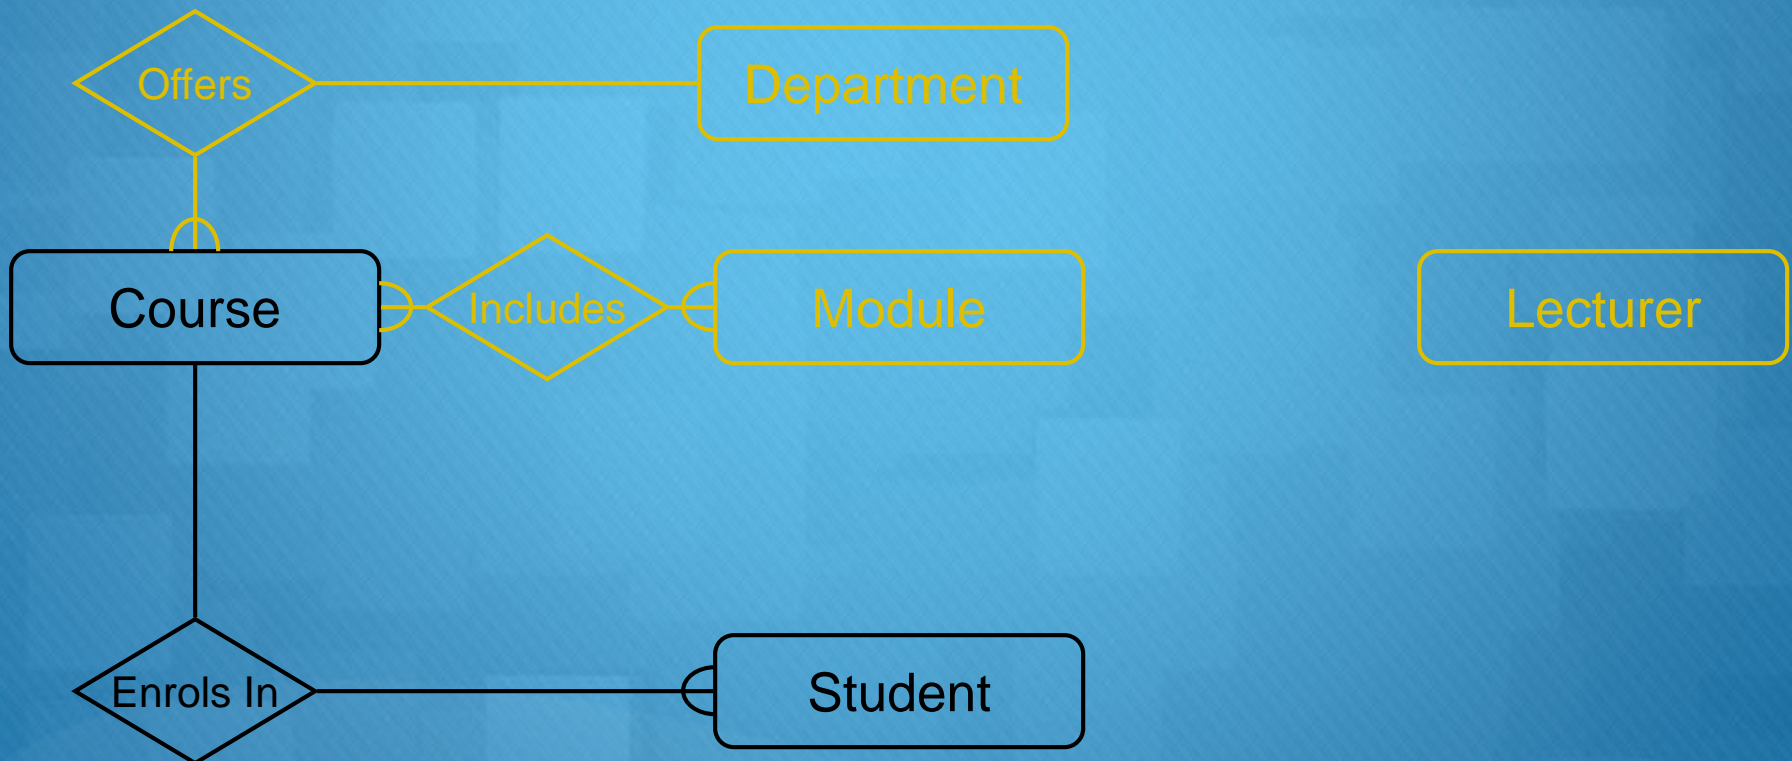 Offers
Department
Course
Includes
Module
Lecturer
Enrols In
Student